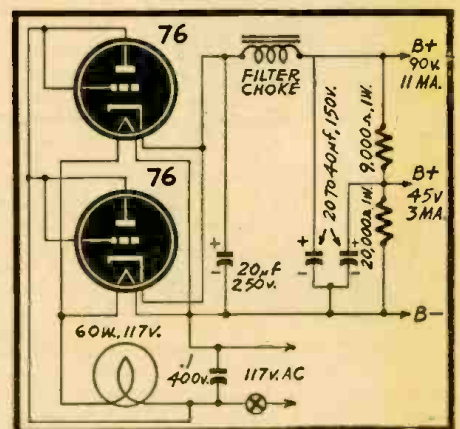 76
76
FILTER
CHOKE
B+
90V.
11 MA.
9,000Ω, 1W.
20 TO 40µf, 150V.
B+
45V
3 MA.
20,000Ω 1W.
+
-
20µf
250V.
+
-
+
-
B-
60W., 117V.
.1
400V.
117V. AC